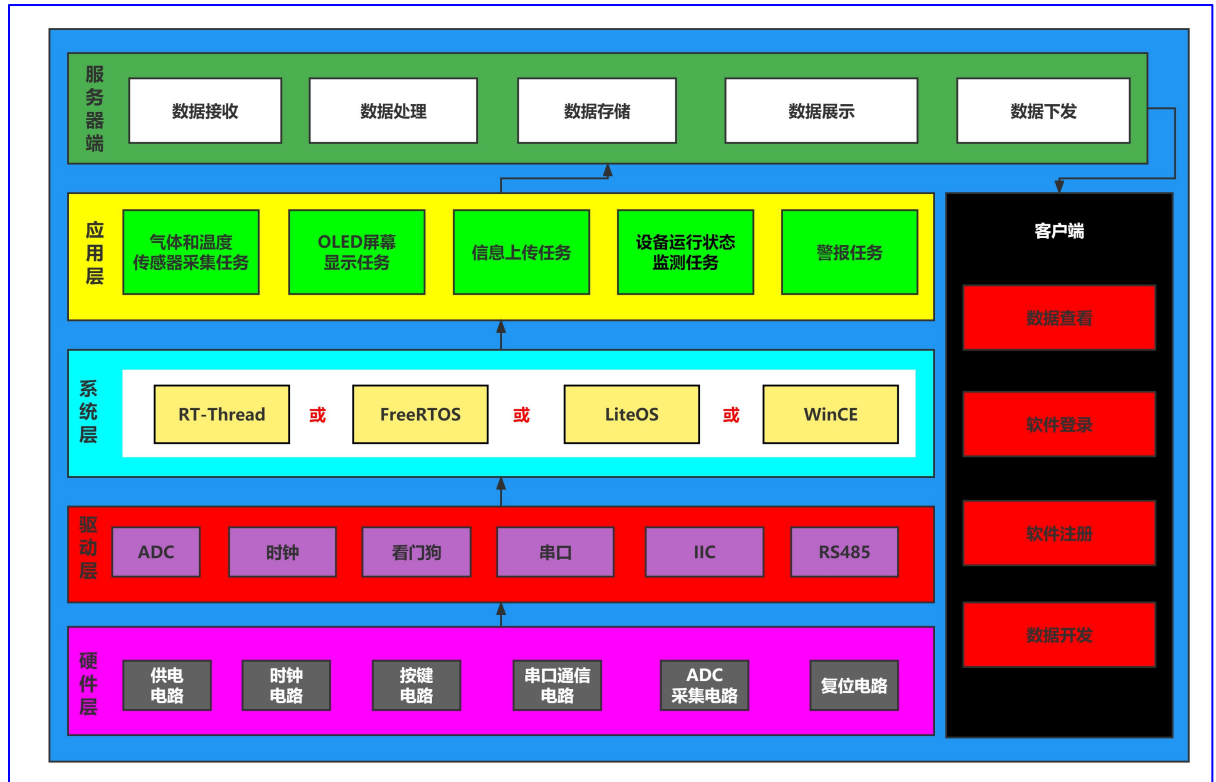 服务器端
数据接收
数据处理
数据存储
数据展示
数据下发
应用层
气体和温度
传感器采集任务
OLED屏幕
显示任务
信息上传任务
设备运行状态
监测任务
警报任务
系统层
RT-Thread
或
FreeRTOS
或
LiteOS
或
WinCE
驱动层
ADC
时钟
看门狗
串口
IIC
RS485
硬件层
供电
电路
时钟
电路
按键
电路
串口通信
电路
ADC
采集电路
复位电路
客户端
数据查看
软件登录
软件注册
数据开发